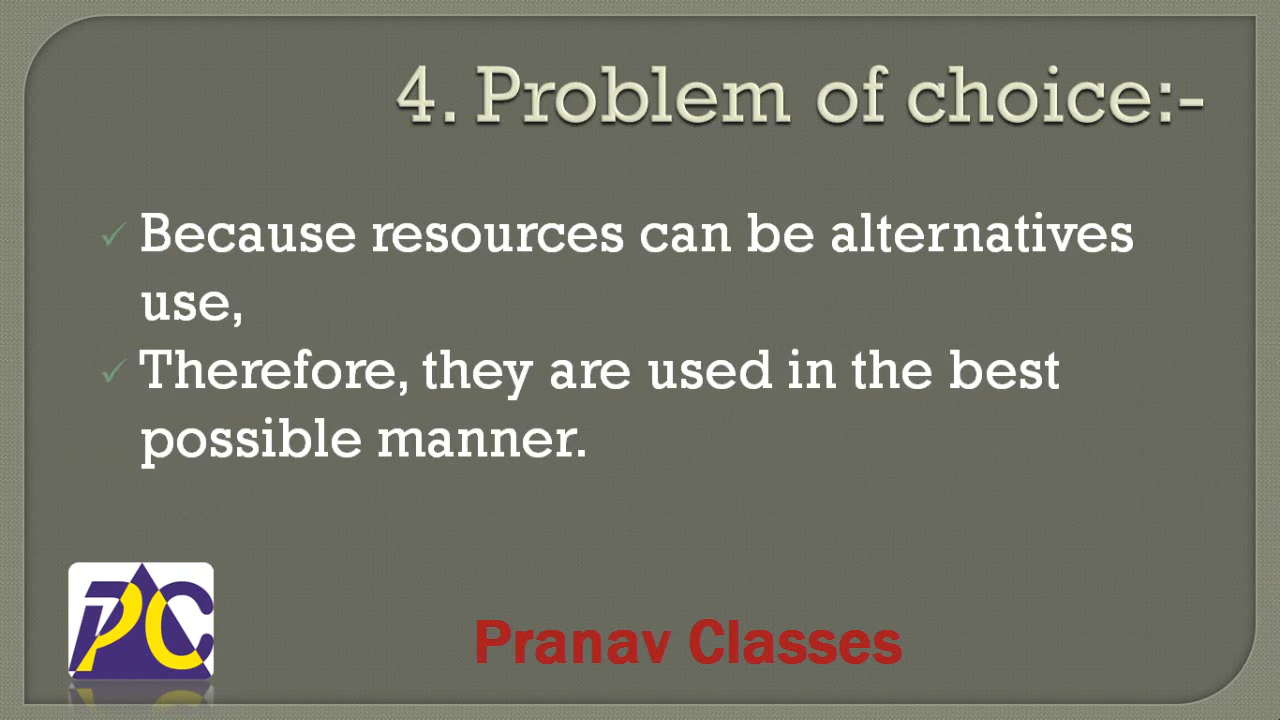 4. Problem of choice:-
Because resources can be alternatives
use,
Therefore, they are used in the best
possible manner.
PC
Pranav Classes